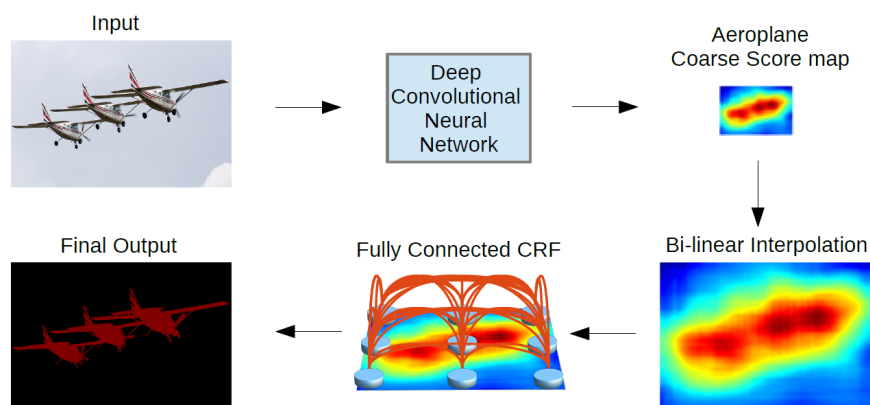 Input
Deep
Convolutional
Neural
Network
Aeroplane
Coarse Score map
Final Output
Fully Connected CRF
Bi-linear Interpolation